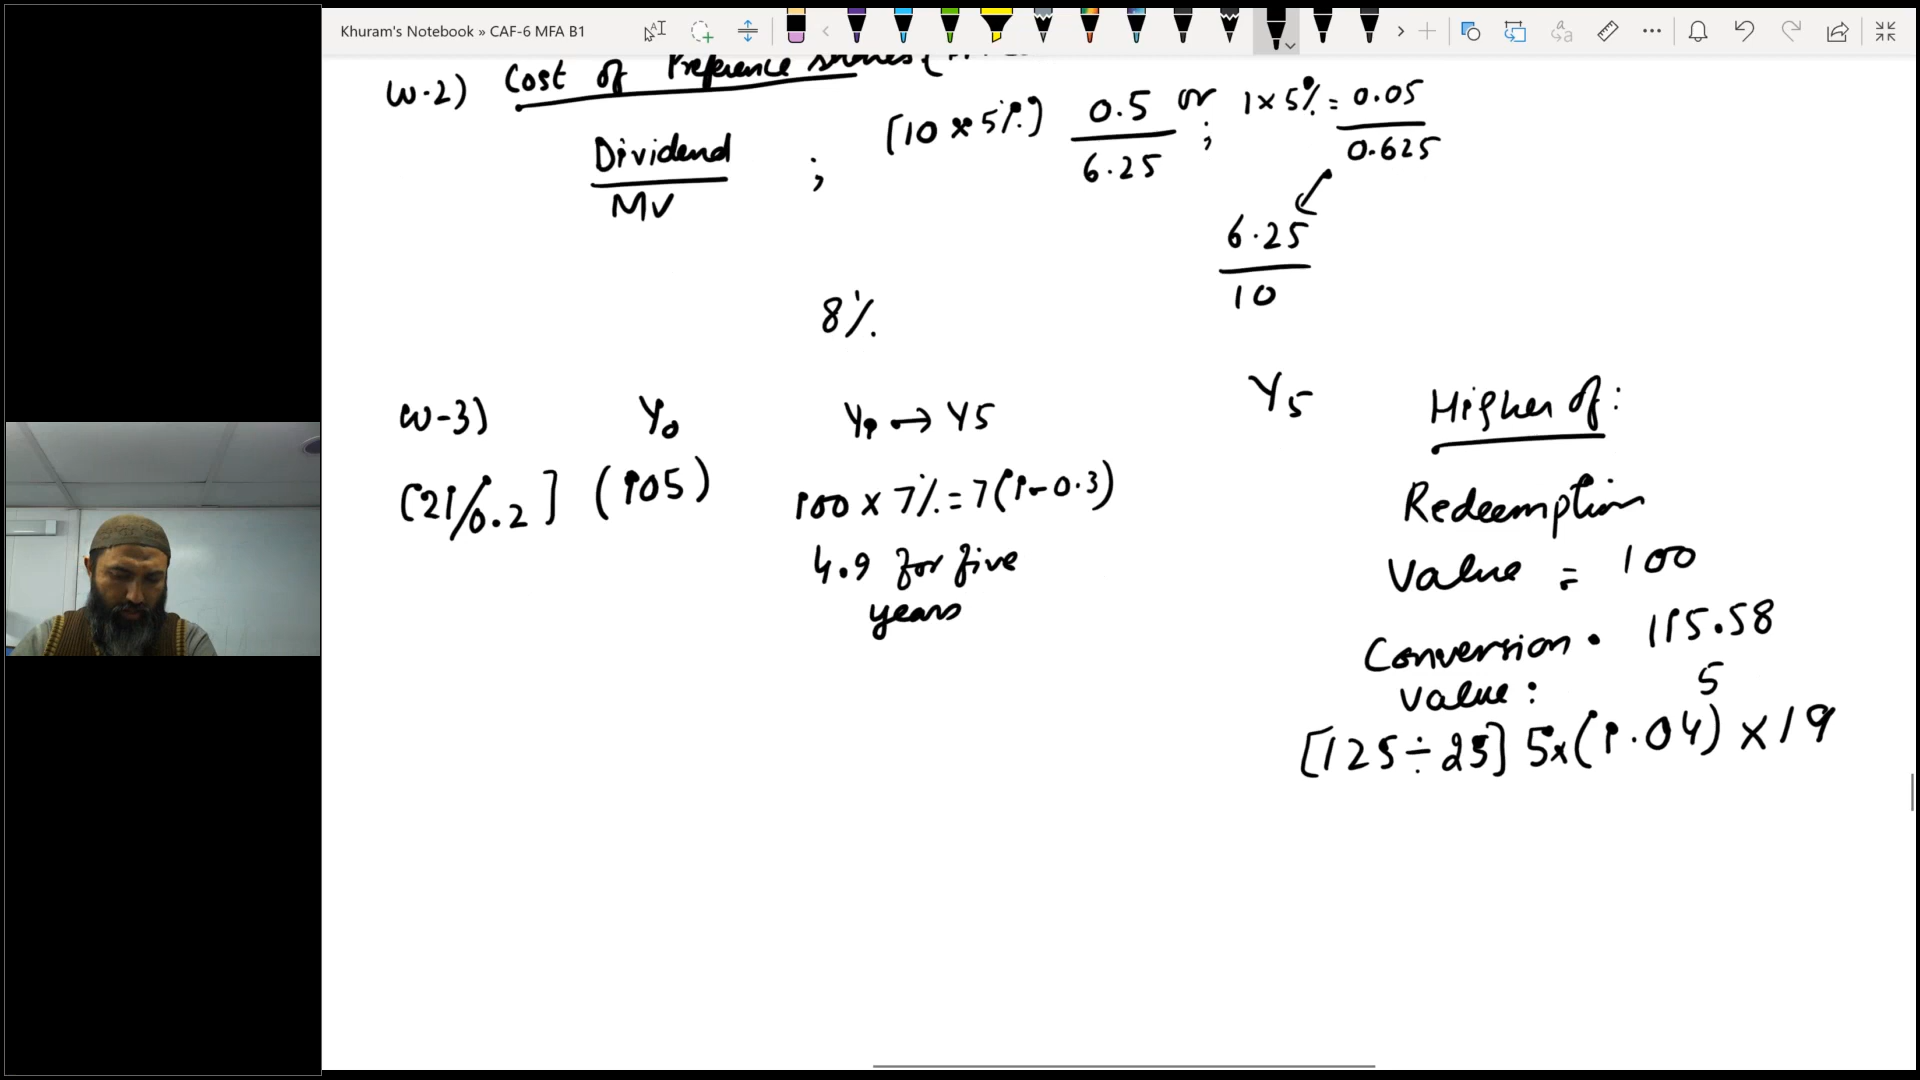 Khuram's Notebook » CAF-6 MFA B1
W-2) Cost of Preference shares (
Dividend / MV ; [10 x 5%] 0.5 / 6.25 or ; 1 x 5% = 0.05 / 0.625
6.25 / 10
8%
W-3) Y0 Y1 → Y5 Y5 Higher of:
[21/0.2] (105) 100 x 7% = 7(1-0.3) Redeemption
4.9 for five Value = 100
years
Conversion. 115.58
value:
[125÷25] 5x(1.04)^5 x 19